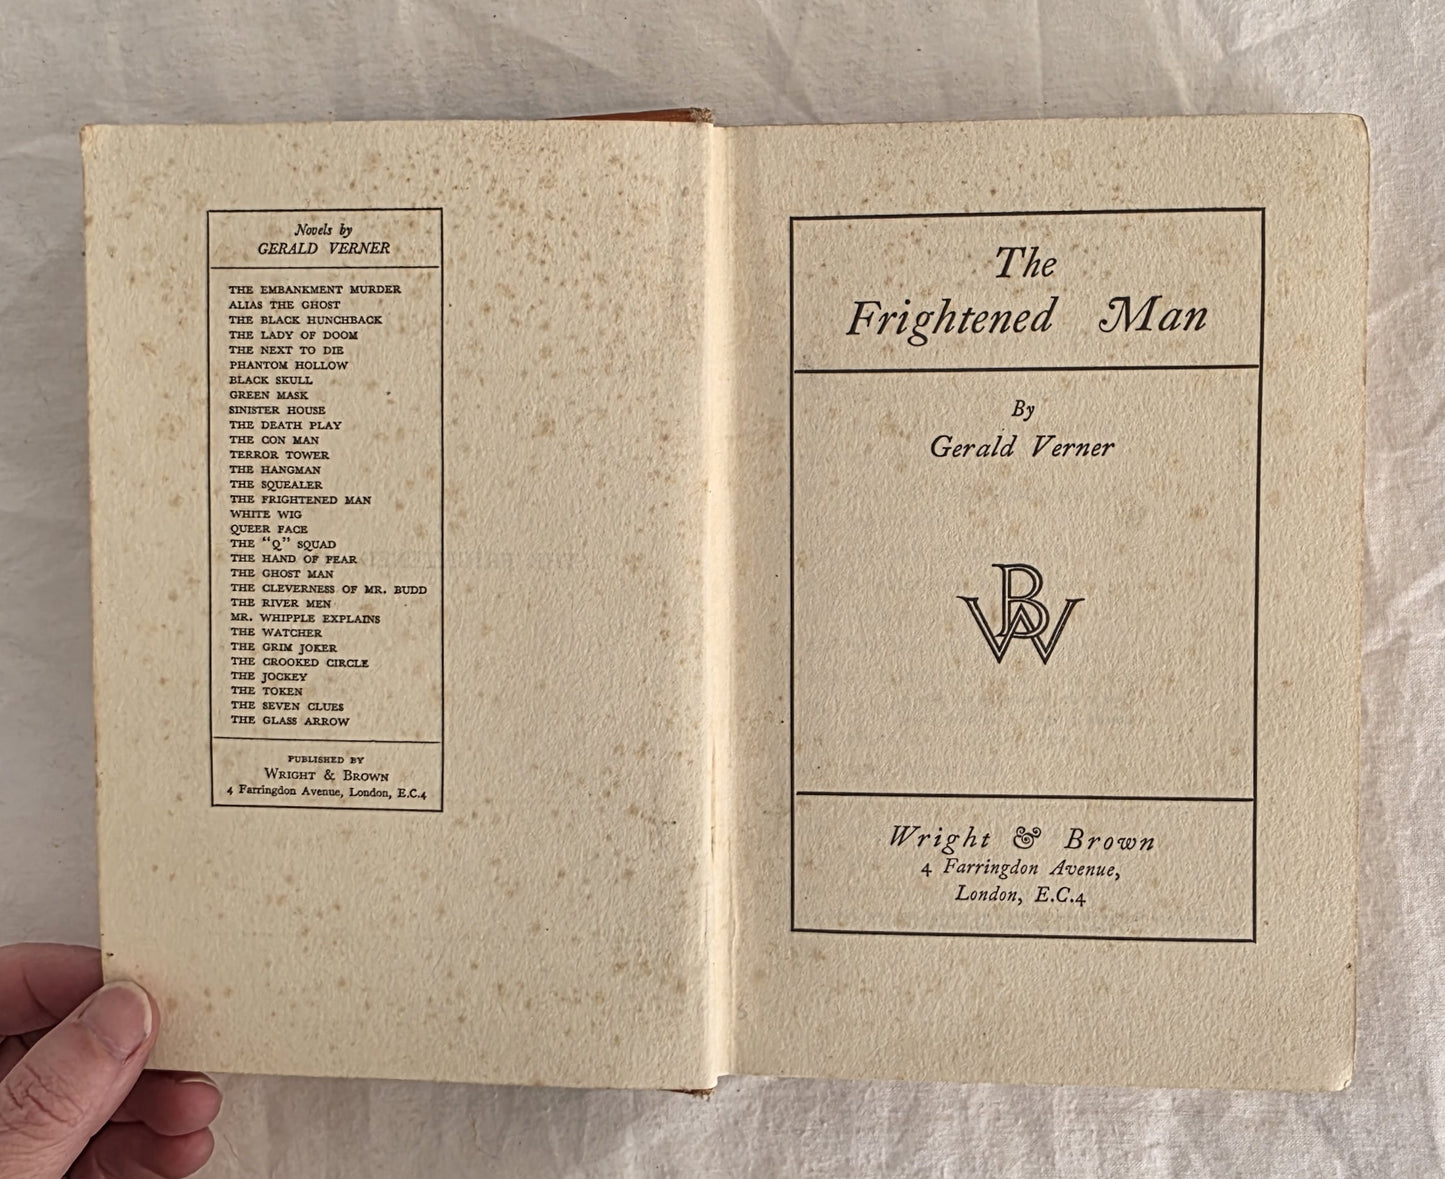 Novels by
GERALD VERNER
THE EMBANKMENT MURDER
ALIAS THE GHOST
THE BLACK HUNCHBACK
THE LADY OF DOOM
THE NEXT TO DIE
PHANTOM HOLLOW
BLACK SKULL
GREEN MASK
SINISTER HOUSE
THE DEATH PLAY
THE CON MAN
TERROR TOWER
THE HANGMAN
THE SQUEALER
THE FRIGHTENED MAN
WHITE WIG
QUEER FACE
THE "Q" SQUAD
THE HAND OF FEAR
THE GHOST MAN
THE CLEVERNESS OF MR. BUDD
THE RIVER MEN
MR. WHIPPLE EXPLAINS
THE WATCHER
THE GRIM JOKER
THE CROOKED CIRCLE
THE JOCKEY
THE TOKEN
THE SEVEN CLUES
THE GLASS ARROW
PUBLISHED BY
WRIGHT & BROWN
4 Farringdon Avenue, London, E.C.4
The
Frightened Man
By
Gerald Verner
WB
Wright & Brown
4 Farringdon Avenue,
London, E.C.4